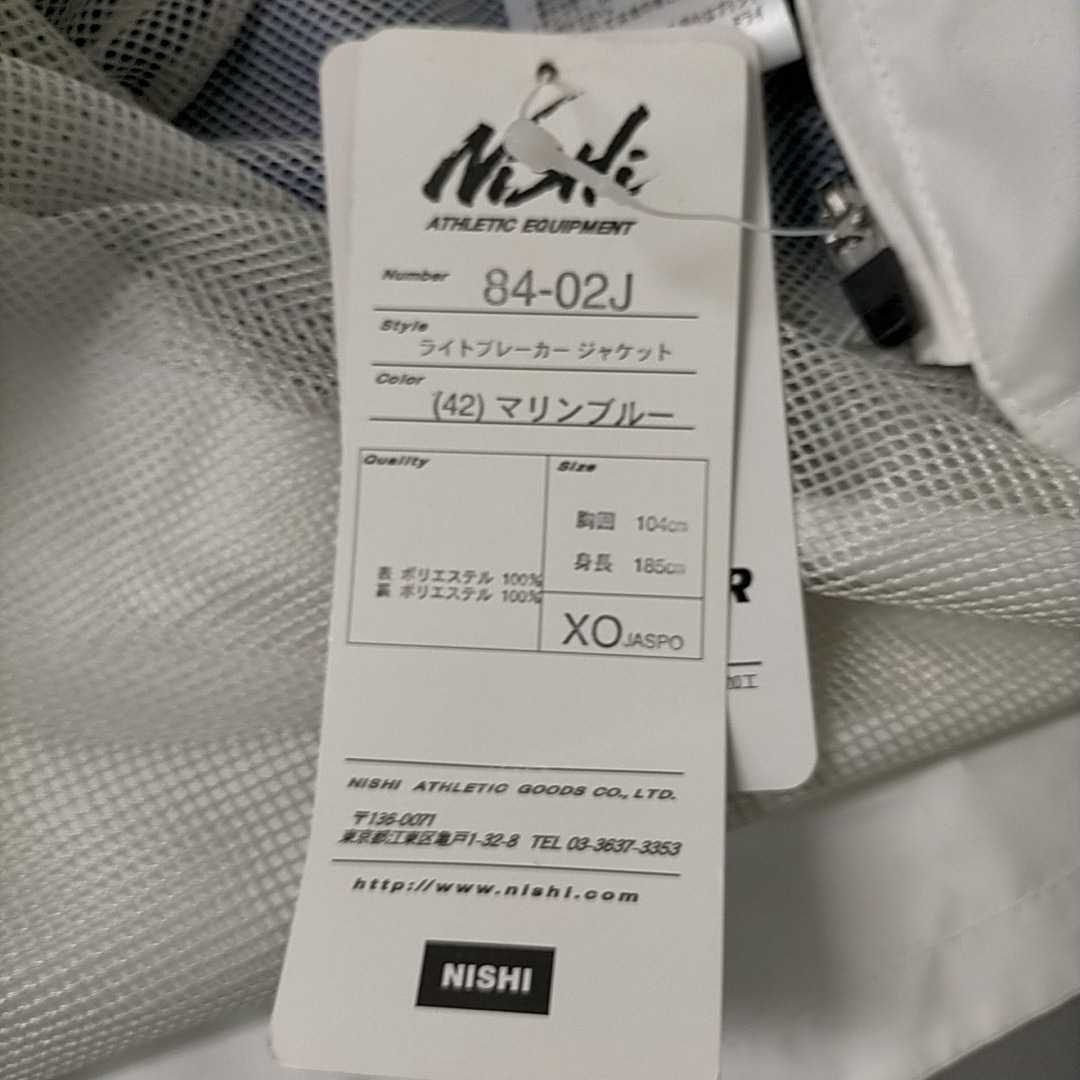 NiSHi
ATHLETIC EQUIPMENT
Number 84-02J
Style
ライトブレーカー ジャケット
Color
(42) マリンブルー
Quality
表 ポリエステル 100%
裏 ポリエステル 100%
Size
胸囲 104cm
身長 185cm
XO JASPO
R
加工
NISHI ATHLETIC GOODS CO., LTD.
〒136-0071
東京都江東区亀戸1-32-8 TEL 03-3637-3353
http://www.nishi.com
NISHI